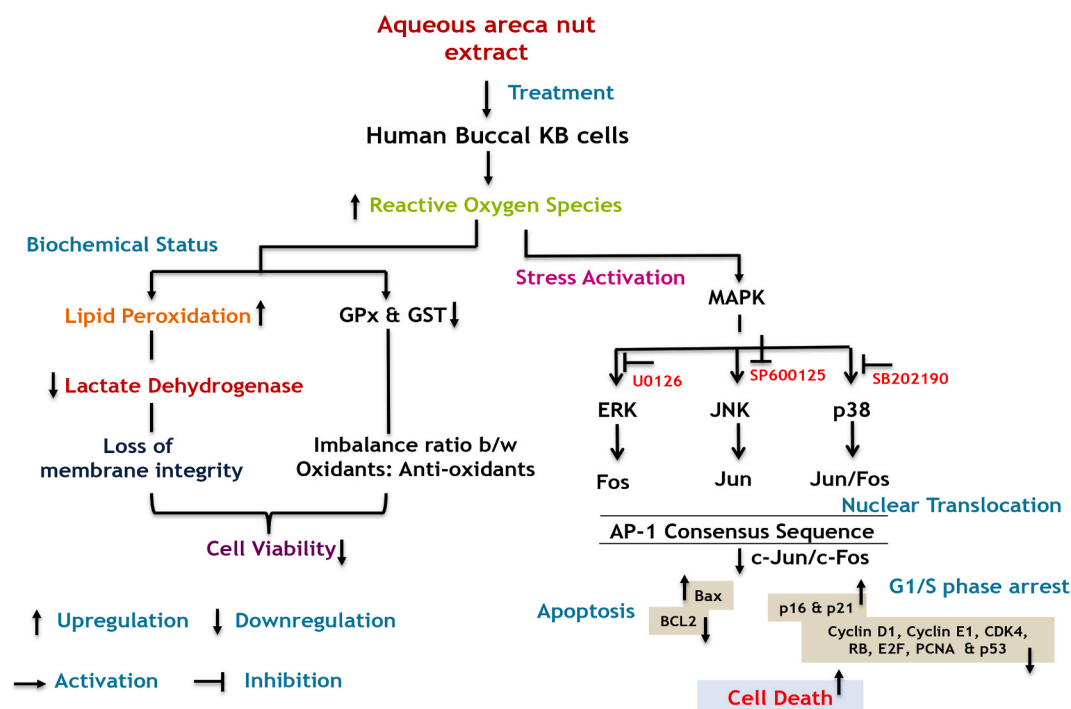 Aqueous areca nut
extract
Treatment
Human Buccal KB cells
Reactive Oxygen Species
Biochemical Status
Stress Activation
MAPK
Lipid Peroxidation
GPx & GST
U0126
SP600125
SB202190
Lactate Dehydrogenase
ERK
JNK
p38
Loss of
membrane integrity
Imbalance ratio b/w
Oxidants: Anti-oxidants
Fos
Jun
Jun/Fos
Nuclear Translocation
AP-1 Consensus Sequence
Cell Viability
c-Jun/c-Fos
G1/S phase arrest
Apoptosis
Bax
BCL2
p16 & p21
Cyclin D1, Cyclin E1, CDK4,
RB, E2F, PCNA & p53
Cell Death
Upregulation
Downregulation
Activation
Inhibition